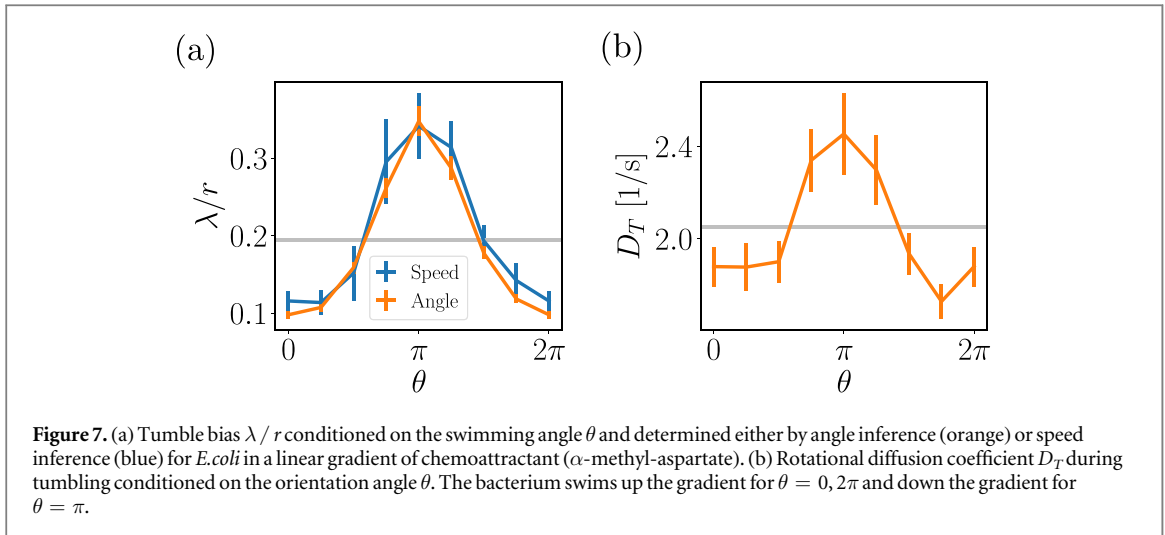 (a)
(b)
λ/r
0.3
0.2
0.1
Speed
Angle
0
π
2π
θ
D_T [1/s]
2.4
2.0
0
π
2π
θ
Figure 7. (a) Tumble bias λ / r conditioned on the swimming angle θ and determined either by angle inference (orange) or speed
inference (blue) for E.coli in a linear gradient of chemoattractant (α-methyl-aspartate). (b) Rotational diffusion coefficient D_T during
tumbling conditioned on the orientation angle θ. The bacterium swims up the gradient for θ = 0, 2π and down the gradient for
θ = π.